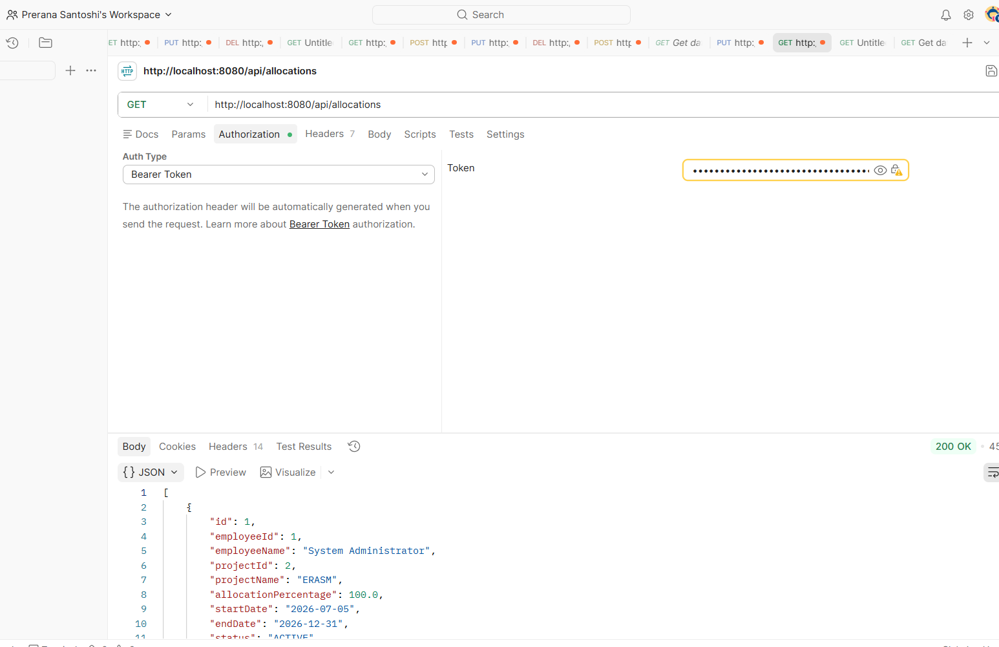 Prerana Santoshi's Workspace
Search
ET http:, PUT http:, DEL http:, GET Untitle GET http:, POST http PUT http:, DEL http:, POST http GET Get da PUT http:, GET http:, GET Untitle GET Get da
HTTP http://localhost:8080/api/allocations
GET http://localhost:8080/api/allocations
Docs Params Authorization Headers 7 Body Scripts Tests Settings
Auth Type
Bearer Token
Token
The authorization header will be automatically generated when you
send the request. Learn more about Bearer Token authorization.
Body Cookies Headers 14 Test Results
200 OK • 45
{} JSON Preview Visualize
1 [
2 {
3 "id": 1,
4 "employeeId": 1,
5 "employeeName": "System Administrator",
6 "projectId": 2,
7 "projectName": "ERASM",
8 "allocationPercentage": 100.0,
9 "startDate": "2026-07-05",
10 "endDate": "2026-12-31",
11 "status": "ACTIVE"